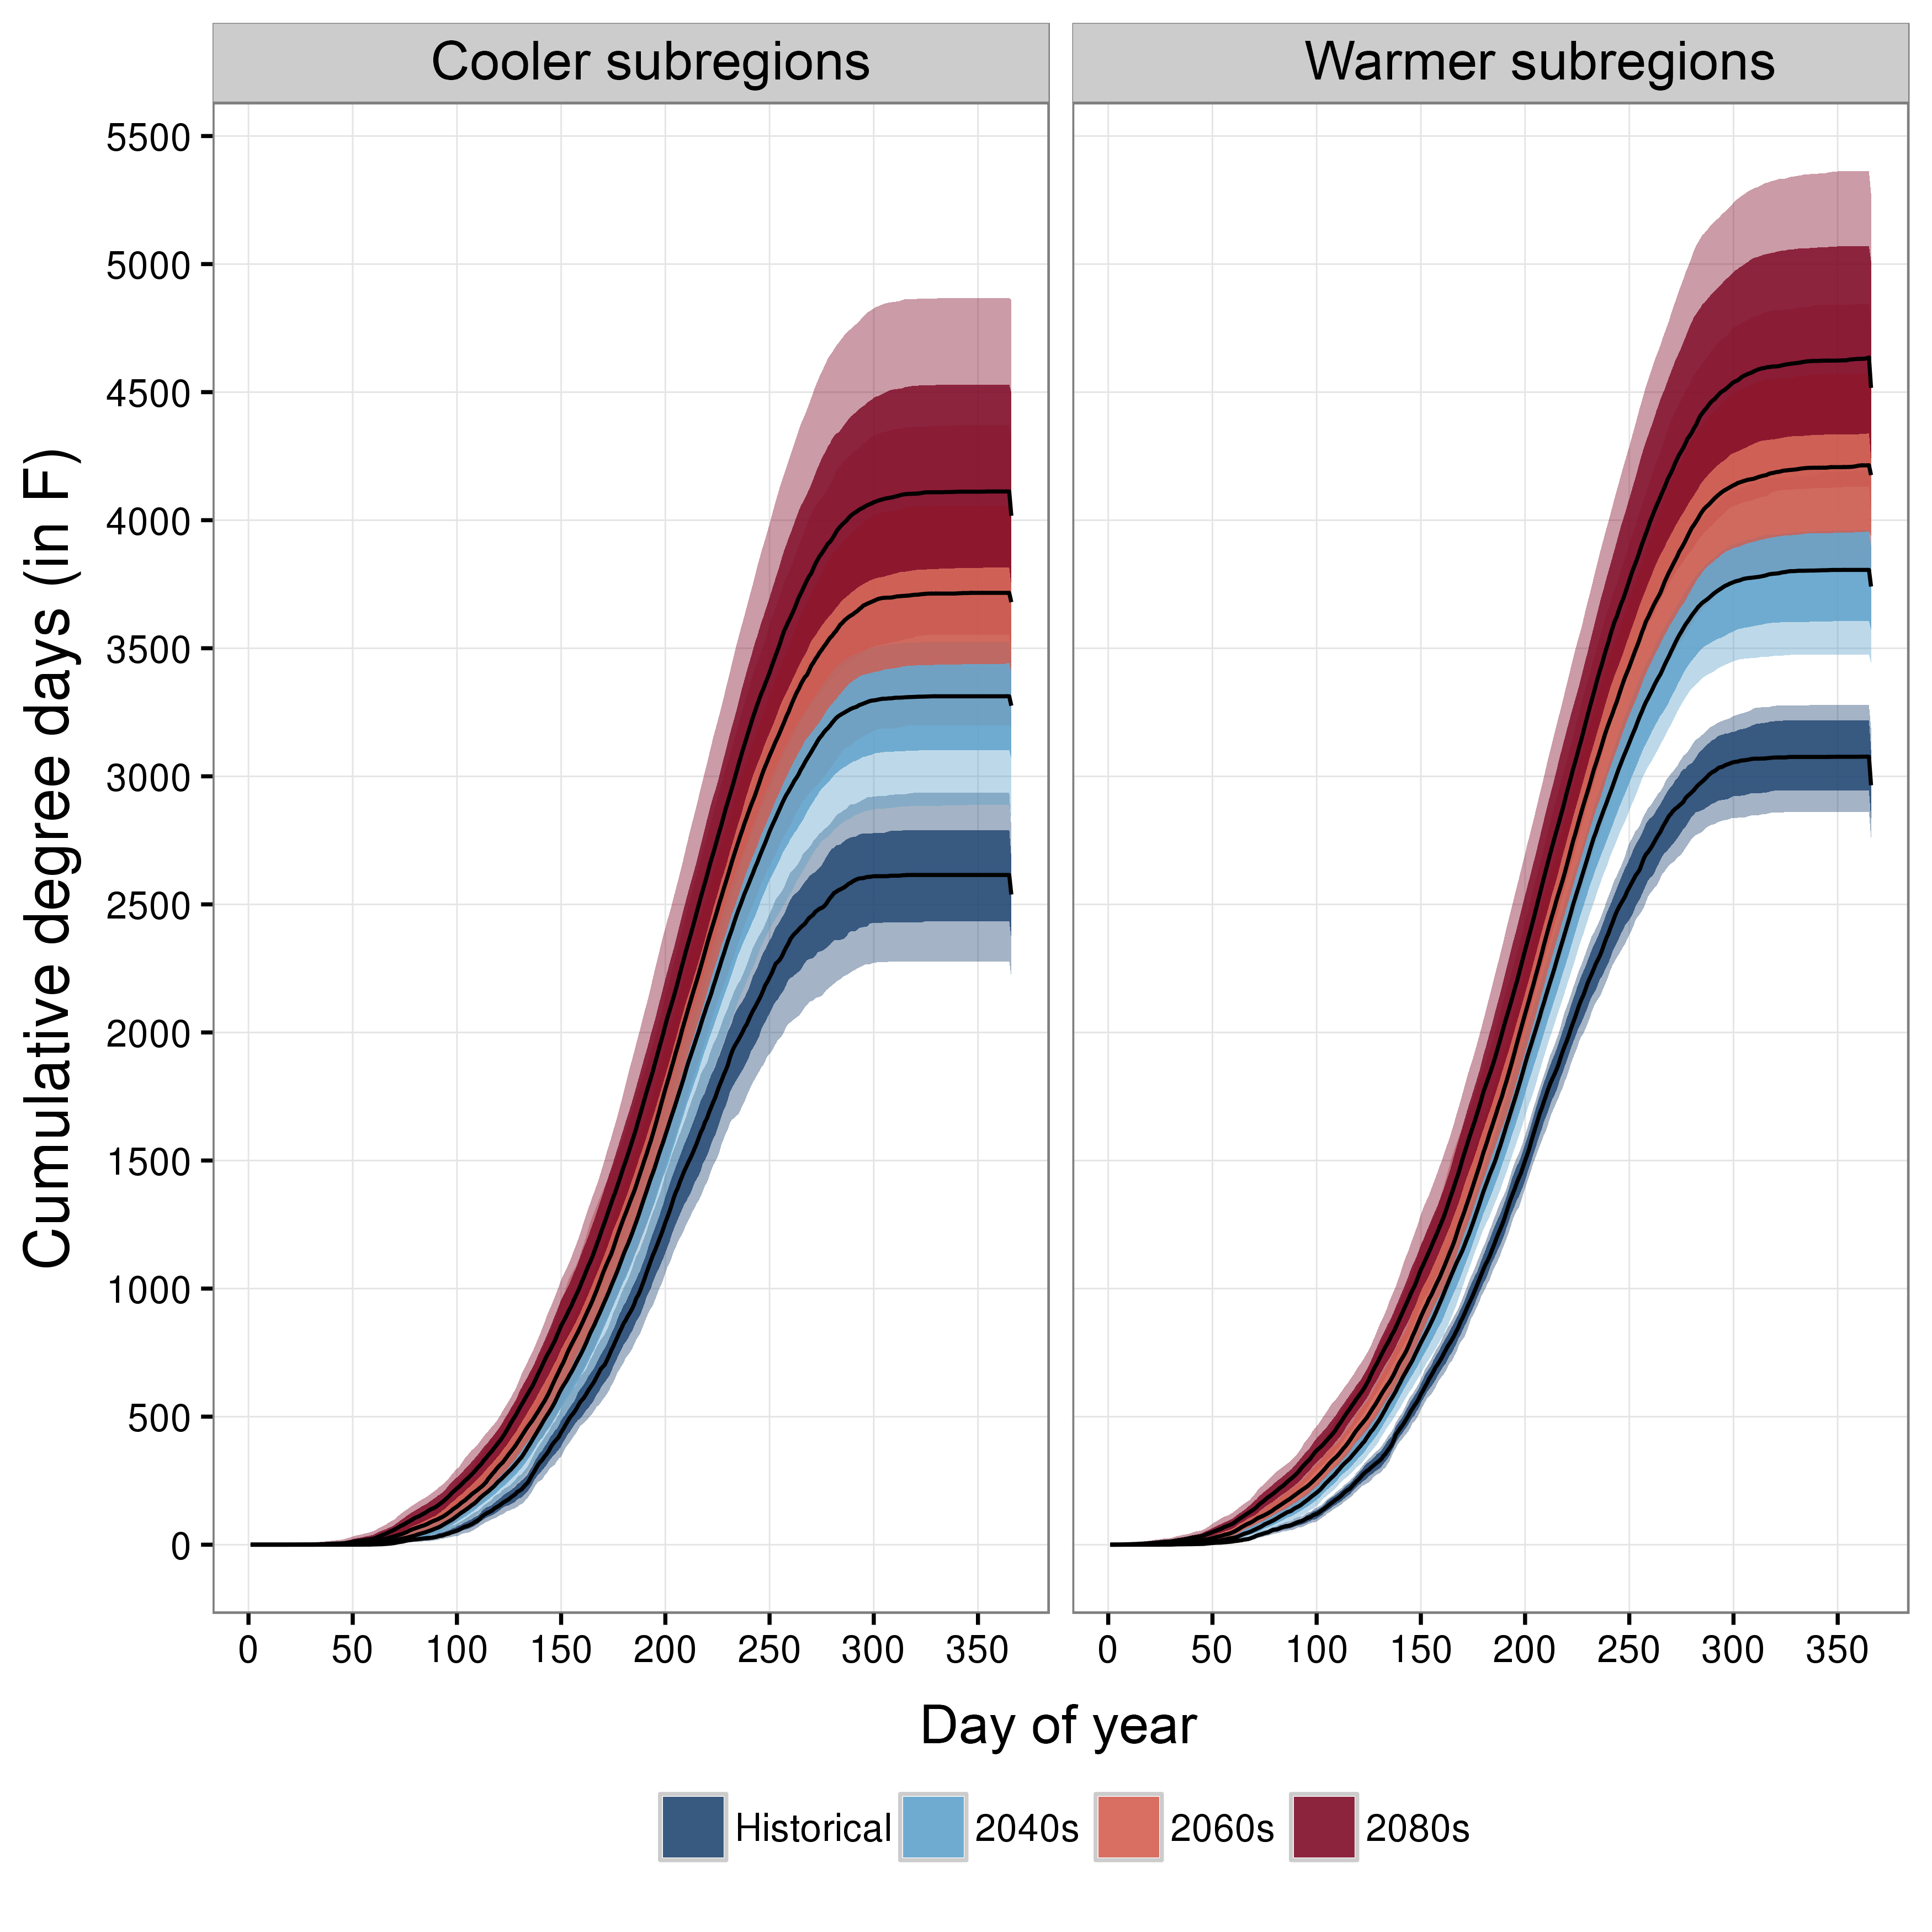 Cooler subregions
Warmer subregions
Cumulative degree days (in F)
5500
5000
4500
4000
3500
3000
2500
2000
1500
1000
500
0
0 50 100 150 200 250 300 350
0 50 100 150 200 250 300 350
Day of year
Historical 2040s 2060s 2080s